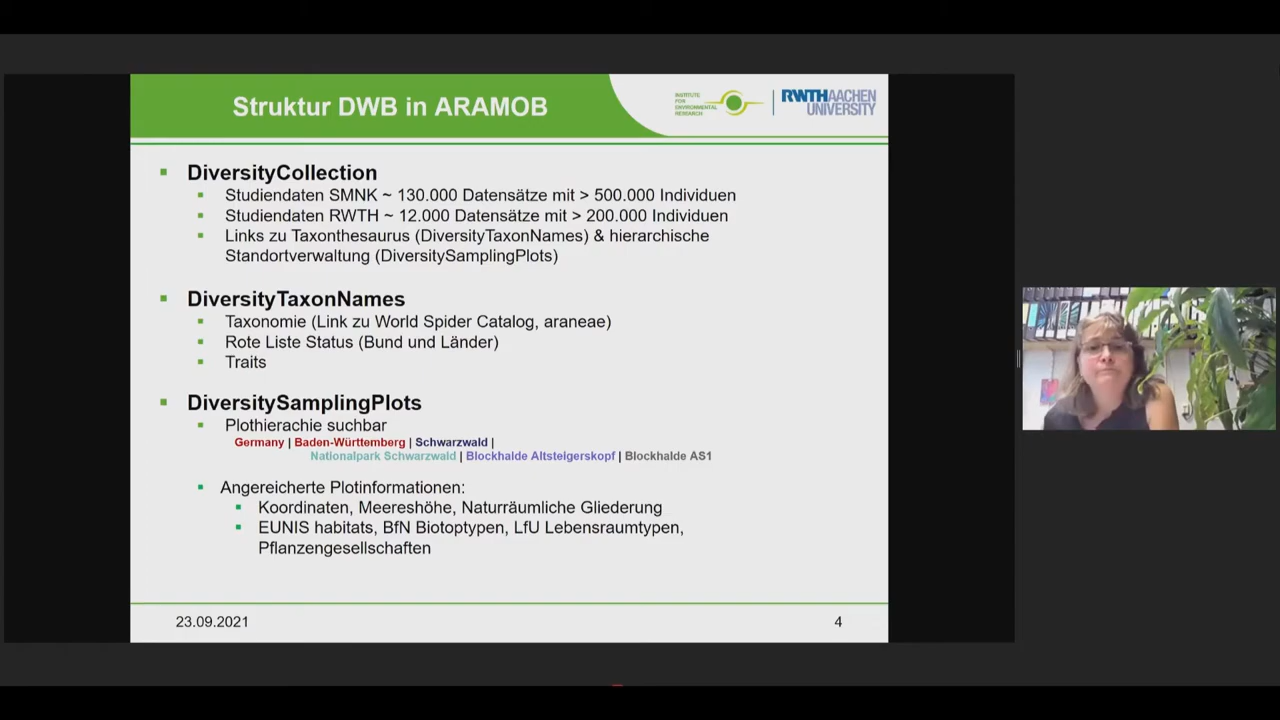 Struktur DWB in ARAMOB
INSTITUTE
FOR
ENVIRONMENTAL
RESEARCH
RWTHAACHEN
UNIVERSITY
DiversityCollection
Studiendaten SMNK ~ 130.000 Datensätze mit > 500.000 Individuen
Studiendaten RWTH ~ 12.000 Datensätze mit > 200.000 Individuen
Links zu Taxonthesaurus (DiversityTaxonNames) & hierarchische
Standortverwaltung (DiversitySamplingPlots)
DiversityTaxonNames
Taxonomie (Link zu World Spider Catalog, araneae)
Rote Liste Status (Bund und Länder)
Traits
DiversitySamplingPlots
Plothierachie suchbar
Germany | Baden-Württemberg | Schwarzwald |
Nationalpark Schwarzwald | Blockhalde Altsteigerskopf | Blockhalde AS1
Angereicherte Plotinformationen:
Koordinaten, Meereshöhe, Naturräumliche Gliederung
EUNIS habitats, BfN Biotoptypen, LfU Lebensraumtypen,
Pflanzengesellschaften
23.09.2021
4